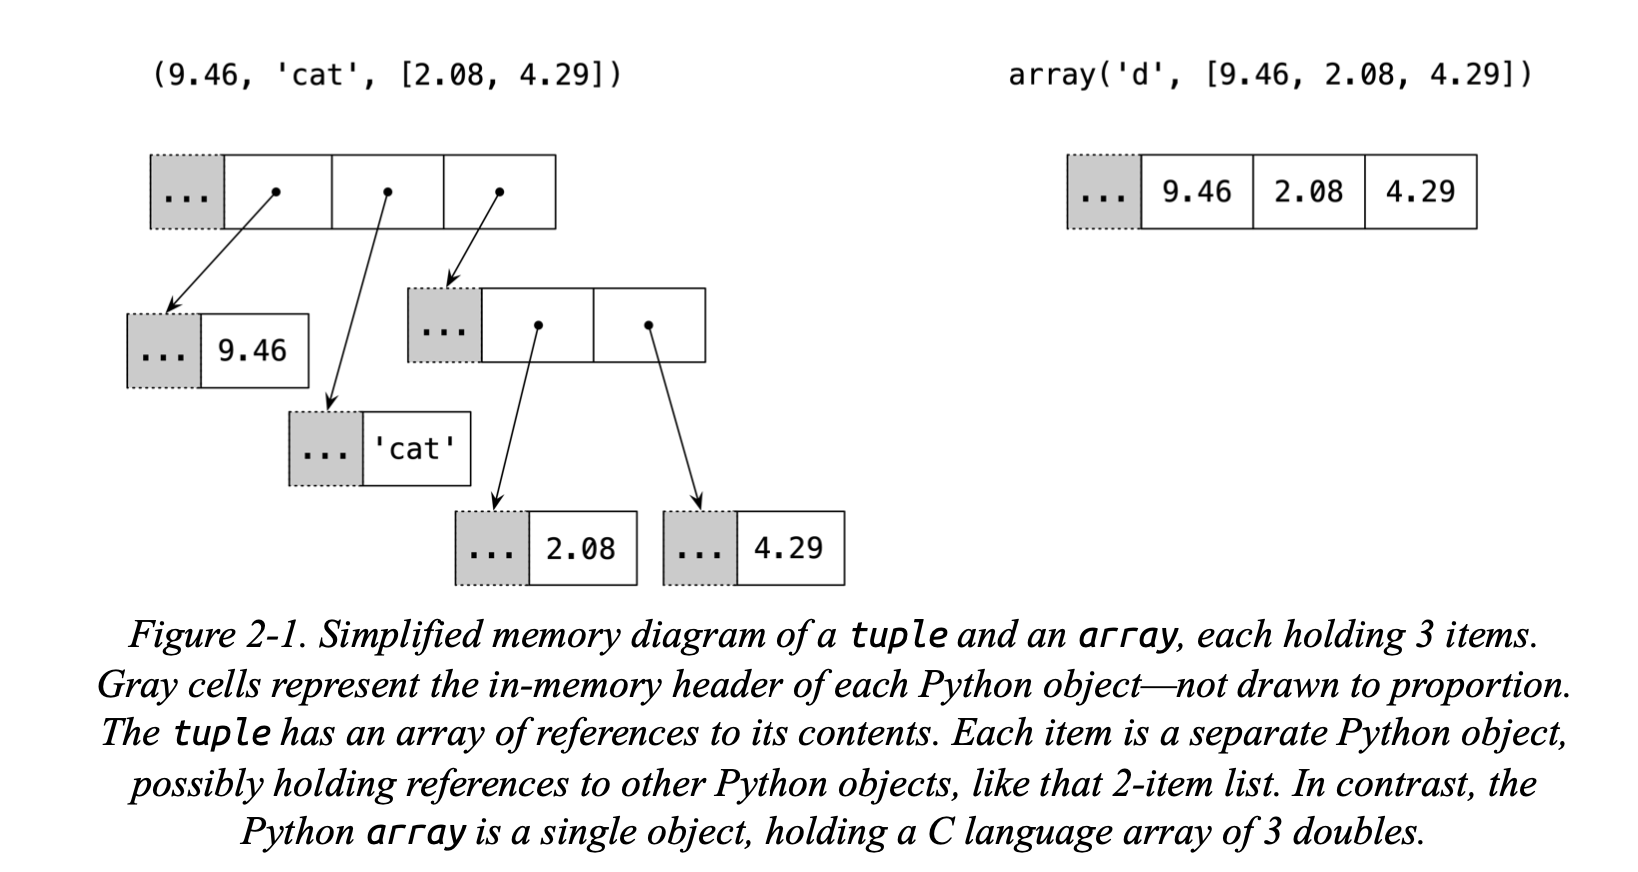 (9.46, 'cat', [2.08, 4.29])
array('d', [9.46, 2.08, 4.29])
...
... 9.46 2.08 4.29
...
... 9.46
... 'cat'
... 2.08
... 4.29
Figure 2-1. Simplified memory diagram of a tuple and an array, each holding 3 items.
Gray cells represent the in-memory header of each Python object—not drawn to proportion.
The tuple has an array of references to its contents. Each item is a separate Python object,
possibly holding references to other Python objects, like that 2-item list. In contrast, the
Python array is a single object, holding a C language array of 3 doubles.